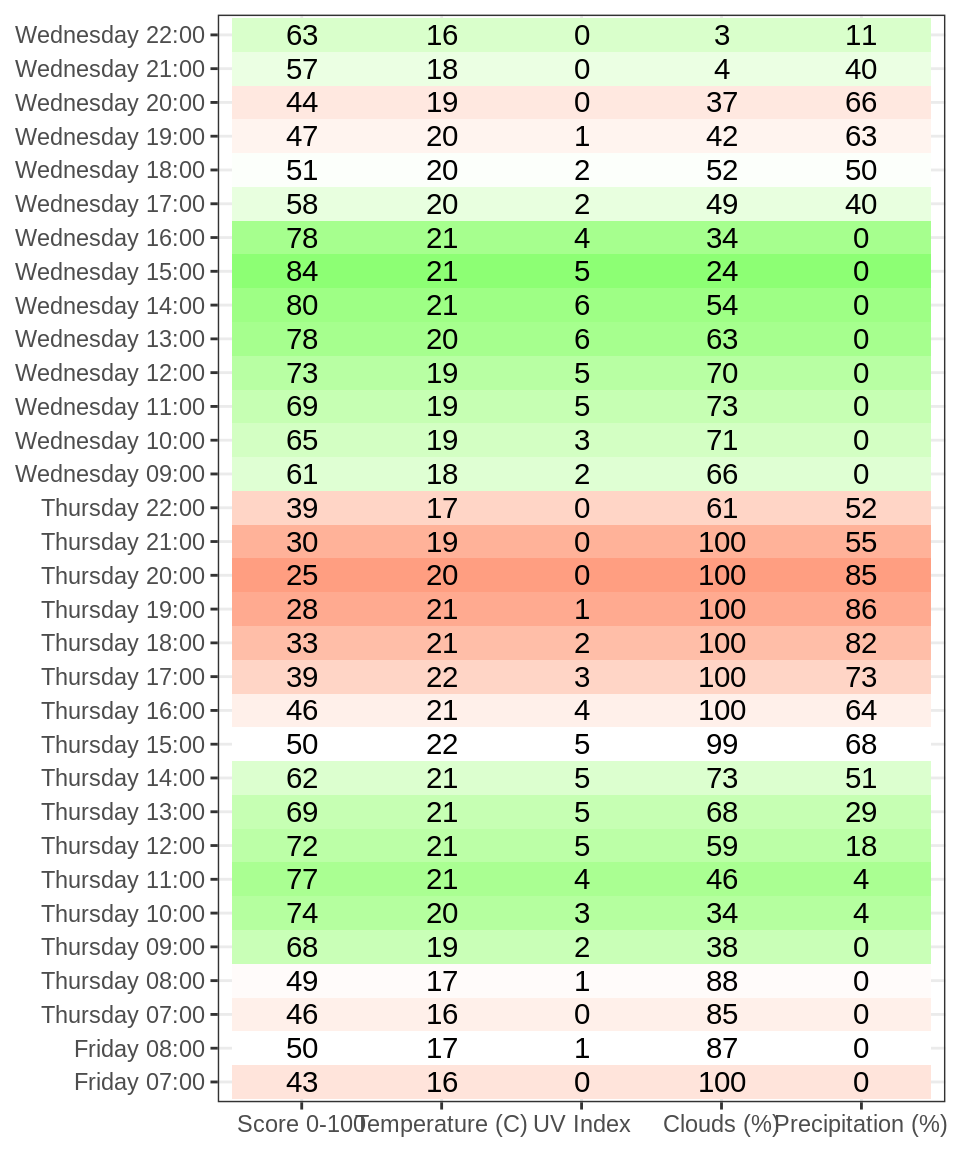 Wednesday 22:00 63 16 0 3 11
Wednesday 21:00 57 18 0 4 40
Wednesday 20:00 44 19 0 37 66
Wednesday 19:00 47 20 1 42 63
Wednesday 18:00 51 20 2 52 50
Wednesday 17:00 58 20 2 49 40
Wednesday 16:00 78 21 4 34 0
Wednesday 15:00 84 21 5 24 0
Wednesday 14:00 80 21 6 54 0
Wednesday 13:00 78 20 6 63 0
Wednesday 12:00 73 19 5 70 0
Wednesday 11:00 69 19 5 73 0
Wednesday 10:00 65 19 3 71 0
Wednesday 09:00 61 18 2 66 0
Thursday 22:00 39 17 0 61 52
Thursday 21:00 30 19 0 100 55
Thursday 20:00 25 20 0 100 85
Thursday 19:00 28 21 1 100 86
Thursday 18:00 33 21 2 100 82
Thursday 17:00 39 22 3 100 73
Thursday 16:00 46 21 4 100 64
Thursday 15:00 50 22 5 99 68
Thursday 14:00 62 21 5 73 51
Thursday 13:00 69 21 5 68 29
Thursday 12:00 72 21 5 59 18
Thursday 11:00 77 21 4 46 4
Thursday 10:00 74 20 3 34 4
Thursday 09:00 68 19 2 38 0
Thursday 08:00 49 17 1 88 0
Thursday 07:00 46 16 0 85 0
Friday 08:00 50 17 1 87 0
Friday 07:00 43 16 0 100 0
Score 0-100 Temperature (C) UV Index Clouds (%) Precipitation (%)